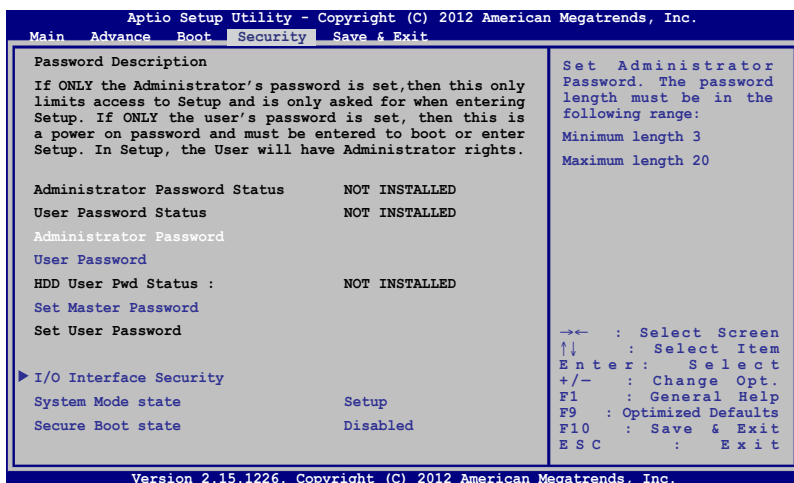 Aptio Setup Utility - Copyright (C) 2012 American Megatrends, Inc.
Main Advance Boot Security Save & Exit
Password Description
If ONLY the Administrator's password is set,then this only
limits access to Setup and is only asked for when entering
Setup. If ONLY the user's password is set, then this is
a power on password and must be entered to boot or enter
Setup. In Setup, the User will have Administrator rights.
Administrator Password Status NOT INSTALLED
User Password Status NOT INSTALLED
Administrator Password
User Password
HDD User Pwd Status : NOT INSTALLED
Set Master Password
Set User Password
I/O Interface Security
System Mode state Setup
Secure Boot state Disabled
Set Administrator
Password. The password
length must be in the
following range:
Minimum length 3
Maximum length 20
→← : Select Screen
↑↓ : Select Item
Enter: Select
+/— : Change Opt.
F1 : General Help
F9 : Optimized Defaults
F10 : Save & Exit
ESC : Exit
Version 2.15.1226. Copyright (C) 2012 American Megatrends, Inc.